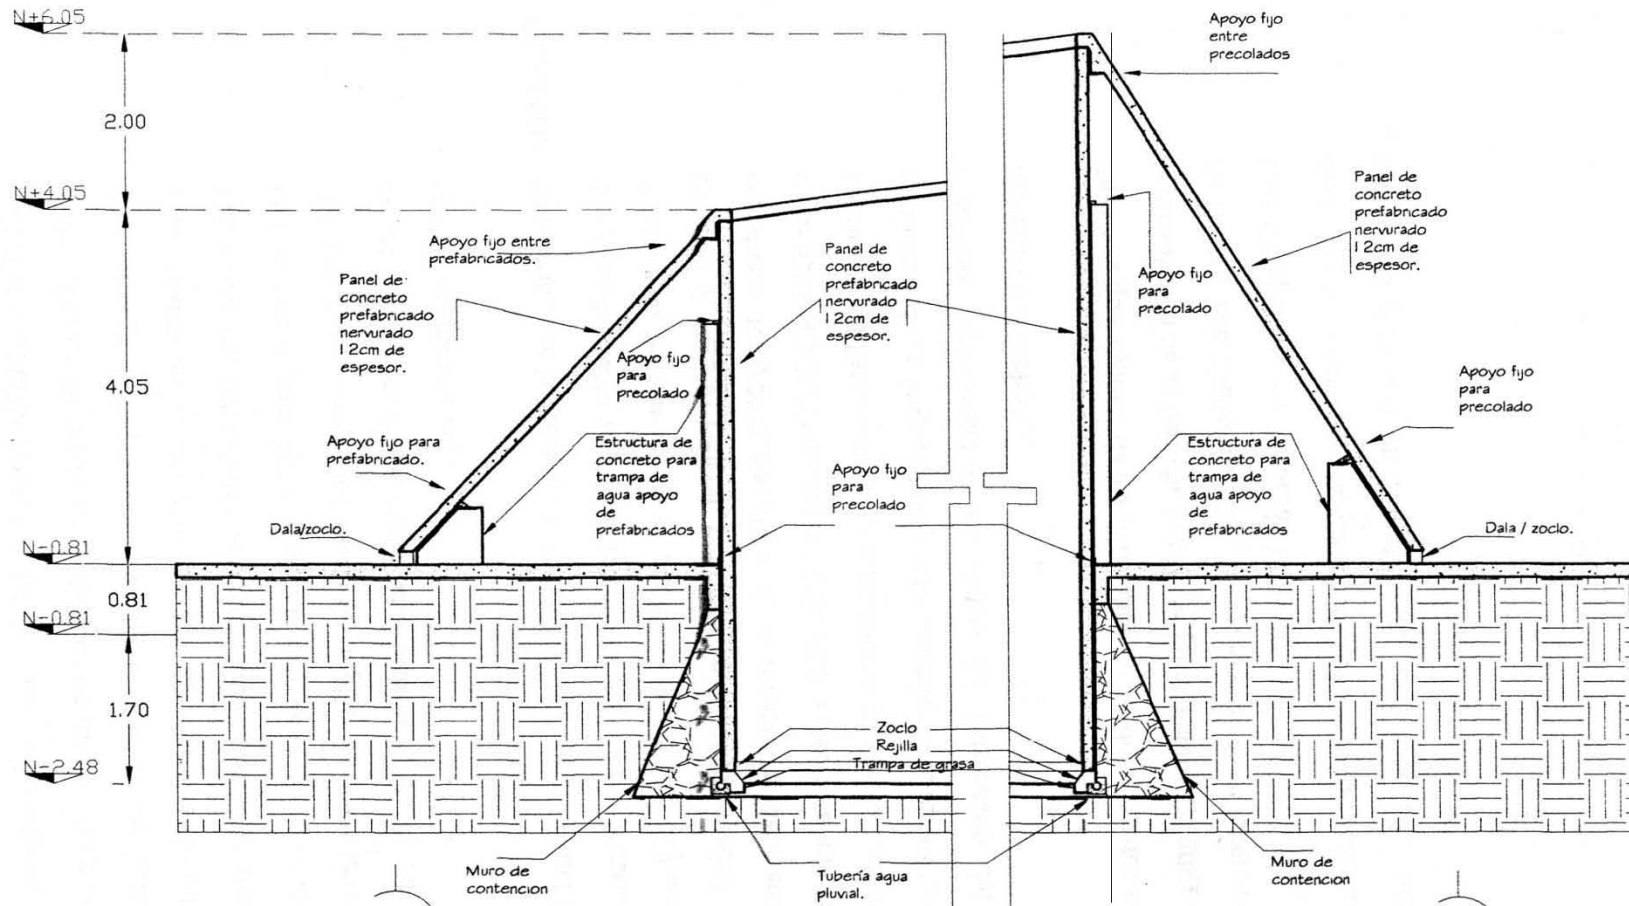 N+6.05
2.00
N+4.05
4.05
N-0.81
0.81
N-0.81
1.70
N-2.48
Apoyo fijo
entre
precolados
Apoyo fijo entre
prefabricados.
Panel de
concreto
prefabricado
nervurado
12cm de
espesor.
Apoyo fijo
para
precolado
Apoyo fijo para
prefabricado.
Estructura de
concreto para
trampa de
agua apoyo
de
prefabricados
Dala/zoclo.
Panel de
concreto
prefabricado
nervurado
12cm de
espesor.
Apoyo fijo
para
precolado
Apoyo fijo
para
precolado
Panel de
concreto
prefabricado
nervurado
12cm de
espesor.
Apoyo fijo
para
precolado
Estructura de
concreto para
trampa de
agua apoyo
de
prefabricados
Dala / zoclo.
Zoclo
Rejilla
Trampa de grasa
Muro de
contencion
Tubería agua
pluvial.
Muro de
contencion